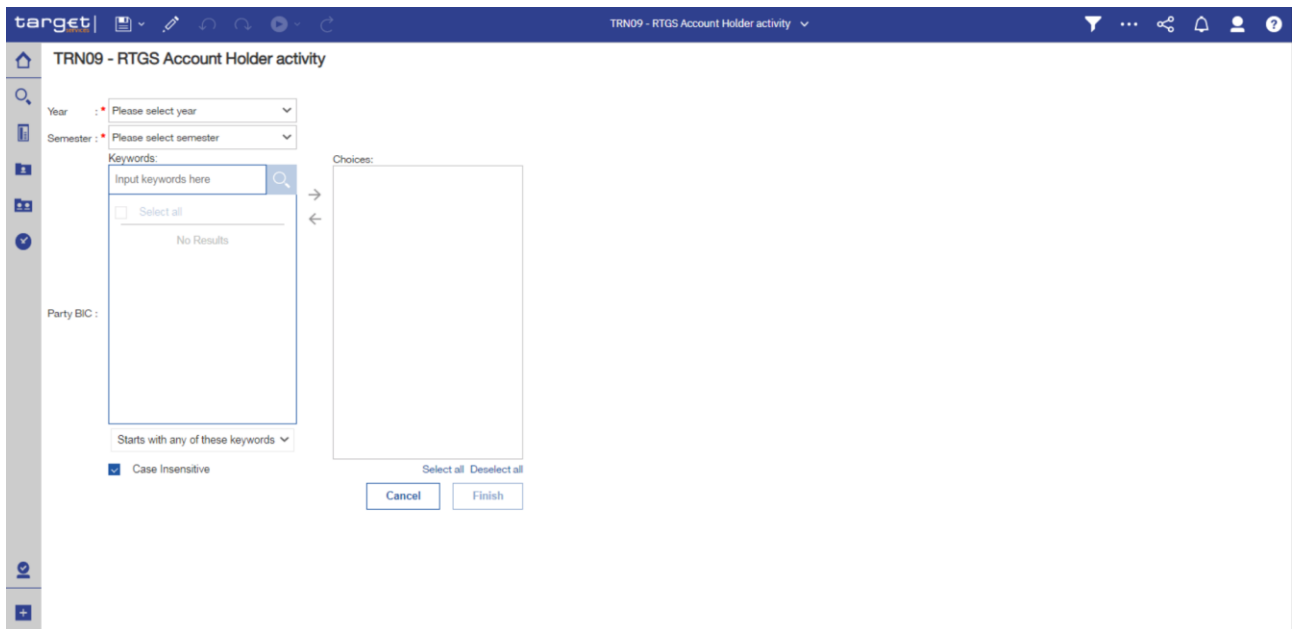 target|
services
TRN09 - RTGS Account Holder activity
TRN09 - RTGS Account Holder activity
Year : * Please select year
Semester : * Please select semester
Keywords:
Choices:
Input keywords here
Select all
No Results
Party BIC :
Starts with any of these keywords
Case Insensitive
Select all Deselect all
Cancel Finish